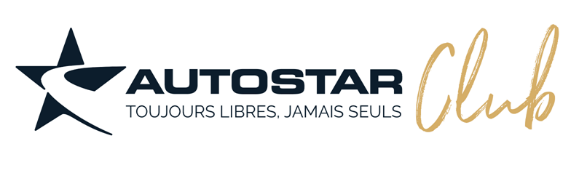 AUTOSTAR Club
TOUJOURS LIBRES, JAMAIS SEULS